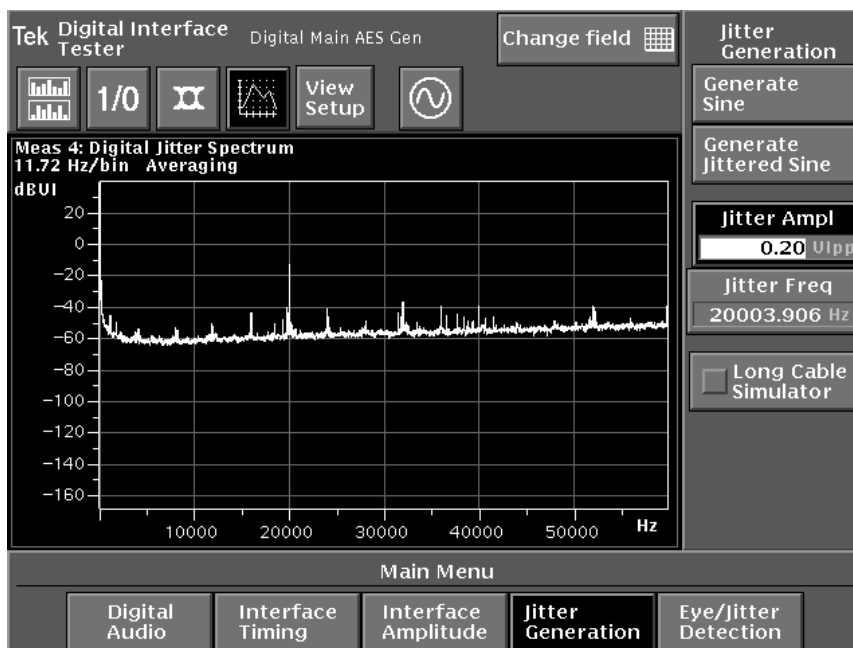 Tek Digital Interface
Tester
Digital Main AES Gen
Change field
1/0
View
Setup
Meas 4: Digital Jitter Spectrum
11.72 Hz/bin Averaging
dBUI
20
0
−20
−40
−60
−80
−100
−120
−140
−160
10000
20000
30000
40000
50000
Hz
Jitter
Generation
Generate
Sine
Generate
Jittered Sine
Jitter Ampl
0.20 UIpp
Jitter Freq
20003.906 Hz
Long Cable
Simulator
Main Menu
Digital
Audio
Interface
Timing
Interface
Amplitude
Jitter
Generation
Eye/Jitter
Detection